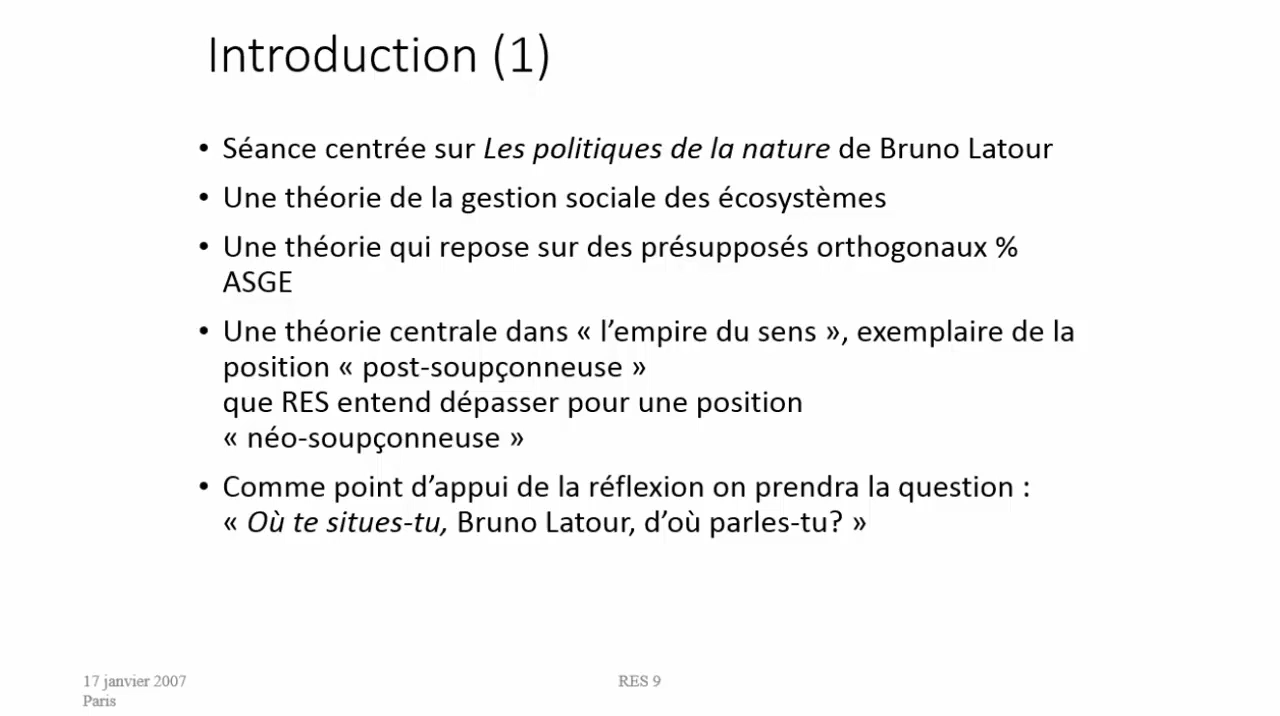 Introduction (1)
• Séance centrée sur Les politiques de la nature de Bruno Latour
• Une théorie de la gestion sociale des écosystèmes
• Une théorie qui repose sur des présupposés orthogonaux %
ASGE
• Une théorie centrale dans « l’empire du sens », exemplaire de la
position « post-soupçonneuse »
que RES entend dépasser pour une position
« néo-soupçonneuse »
• Comme point d’appui de la réflexion on prendra la question :
« Où te situes-tu, Bruno Latour, d’où parles-tu? »
17 janvier 2007
Paris
RES 9